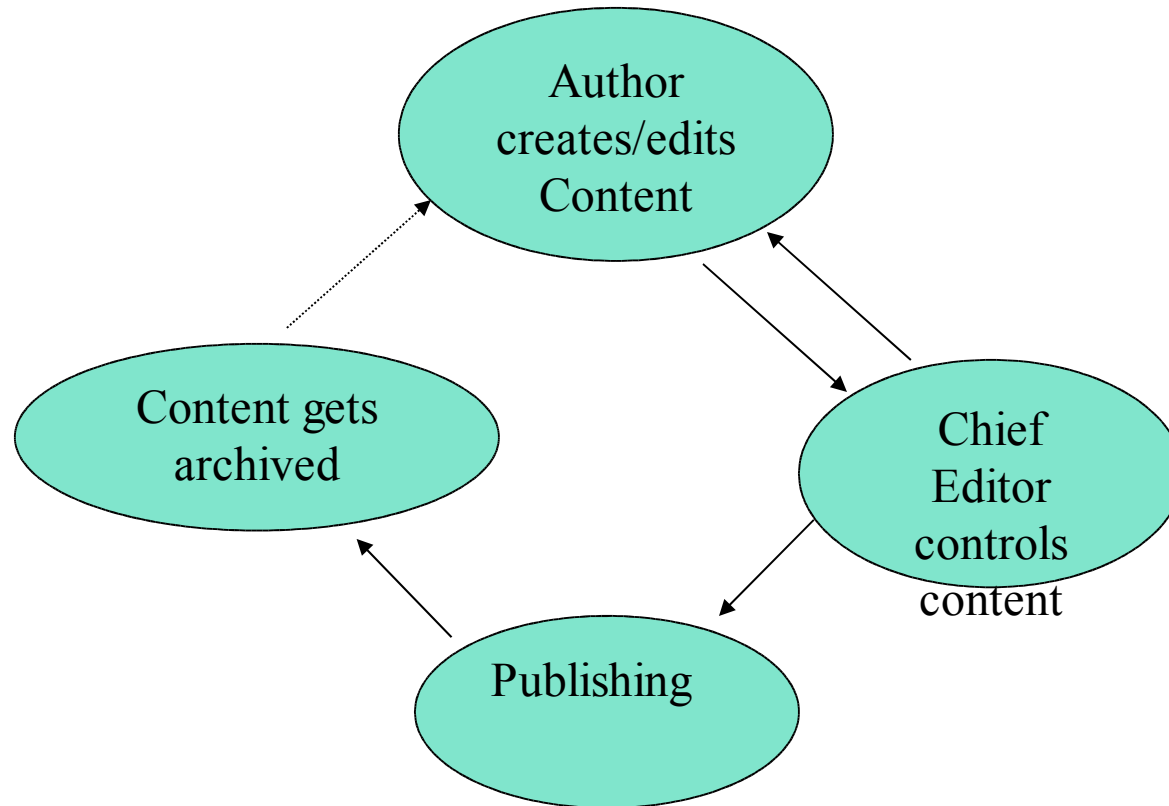 Author
creates/edits
Content
Content gets
archived
Chief
Editor
controls
content
Publishing